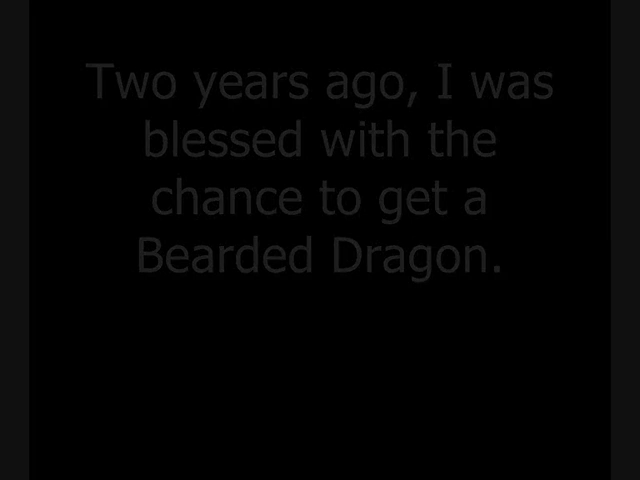 Two years ago, I was
blessed with the
chance to get a
Bearded Dragon.